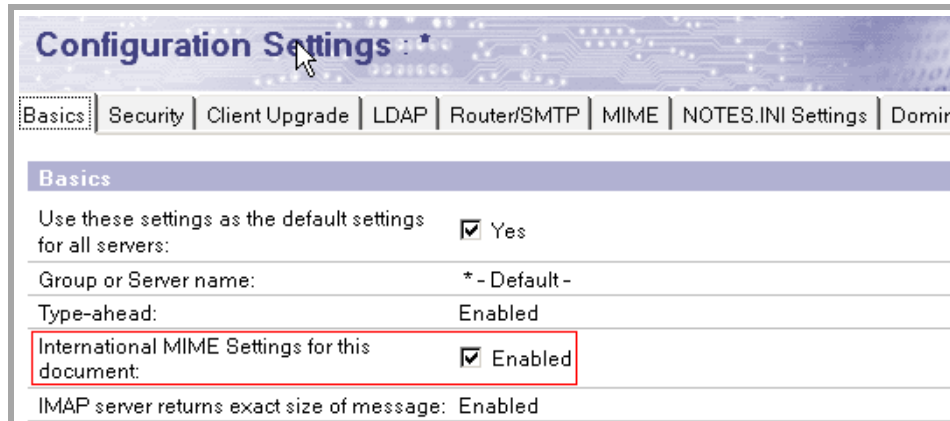 Configuration Settings : *
Basics Security Client Upgrade LDAP Router/SMTP MIME NOTES.INI Settings Domin
Basics
Use these settings as the default settings
for all servers:
Yes
Group or Server name: * - Default -
Type-ahead: Enabled
International MIME Settings for this
document:
Enabled
IMAP server returns exact size of message: Enabled